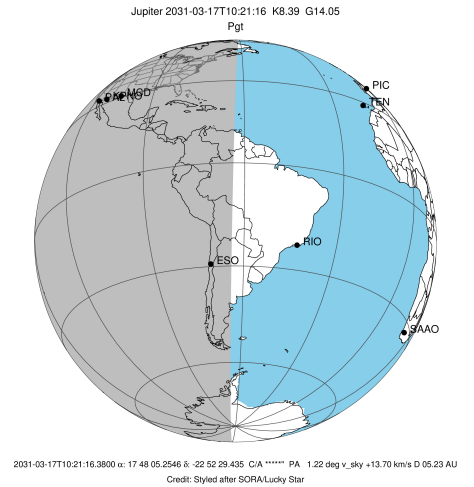 Jupiter 2031-03-17T10:21:16 K8.39 G14.05
Pgt
PIC
TEN
MCD
RIO
ESO
SAAO
2031-03-17T10:21:16.3800 α: 17 48 05.2546 δ: -22 52 29.435 C/A *****" PA 1.22 deg v_sky +13.70 km/s D 05.23 AU
Credit: Styled after SORA/Lucky Star